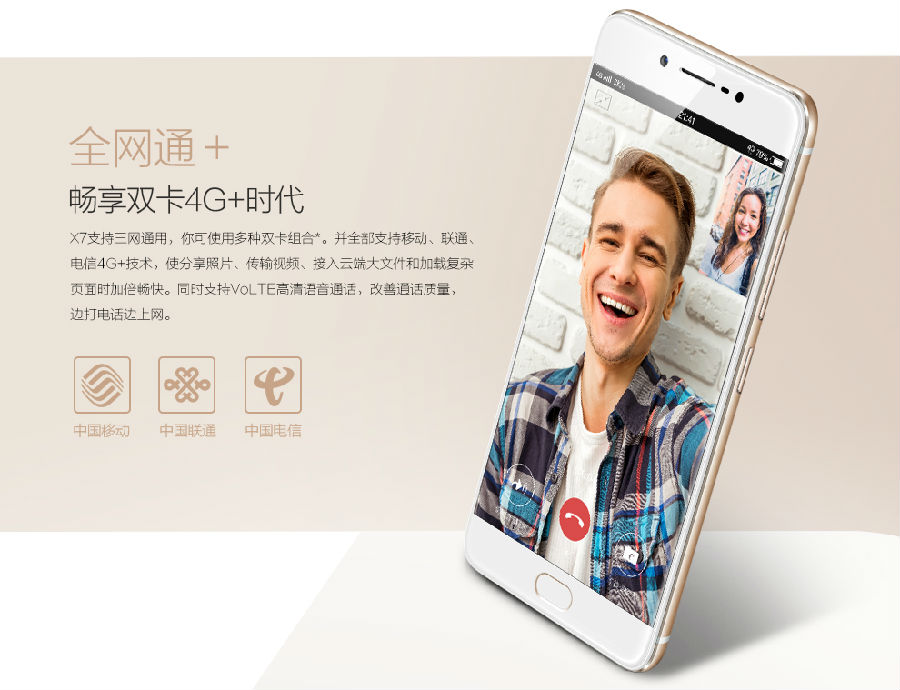 全网通+
畅享双卡4G+时代
X7支持三网通用，你可使用多种双卡组合*。并全部支持移动、联通、
电信4G+技术，使分享照片、传输视频、接入云端大文件和加载复杂
页面时加倍畅快。同时支持VoLTE高清语音通话，改善通话质量，
边打电话边上网。
中国移动
中国联通
中国电信